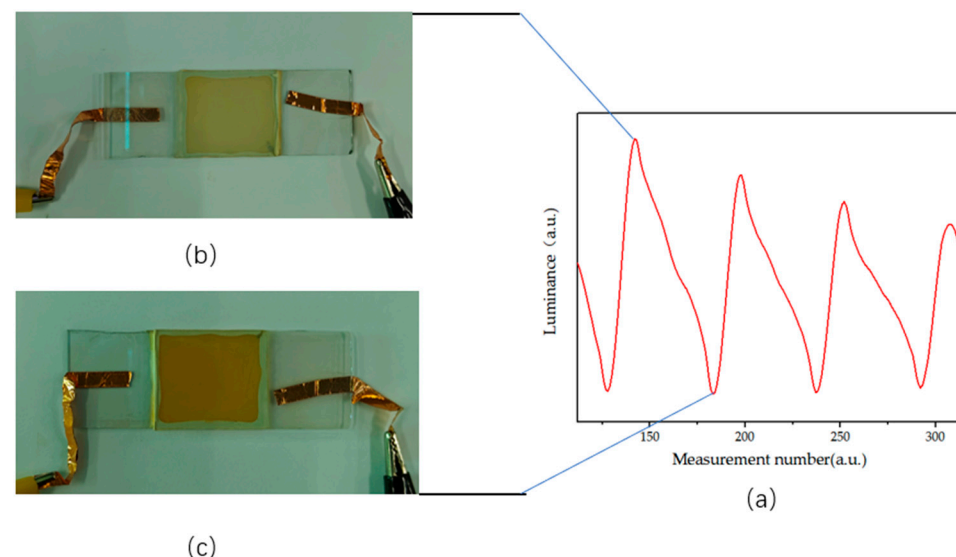 (b)
(c)
Luminance (a.u.)
150
200
250
300
Measurement number(a.u.)
(a)